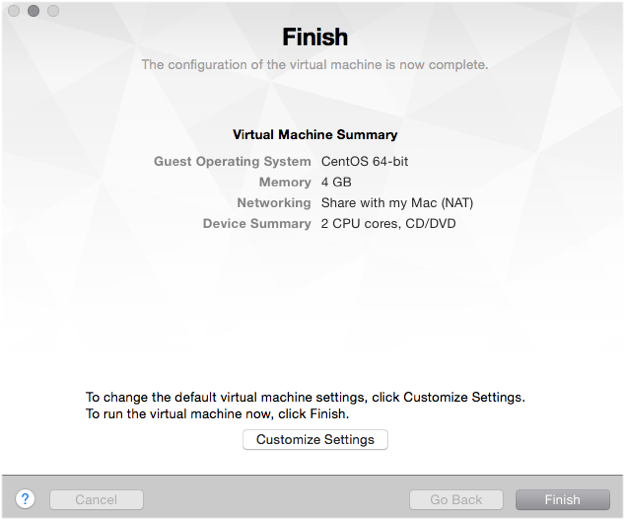 Finish
The configuration of the virtual machine is now complete.
Virtual Machine Summary
Guest Operating System CentOS 64-bit
Memory 4 GB
Networking Share with my Mac (NAT)
Device Summary 2 CPU cores, CD/DVD
To change the default virtual machine settings, click Customize Settings.
To run the virtual machine now, click Finish.
Customize Settings
? Cancel Go Back Finish